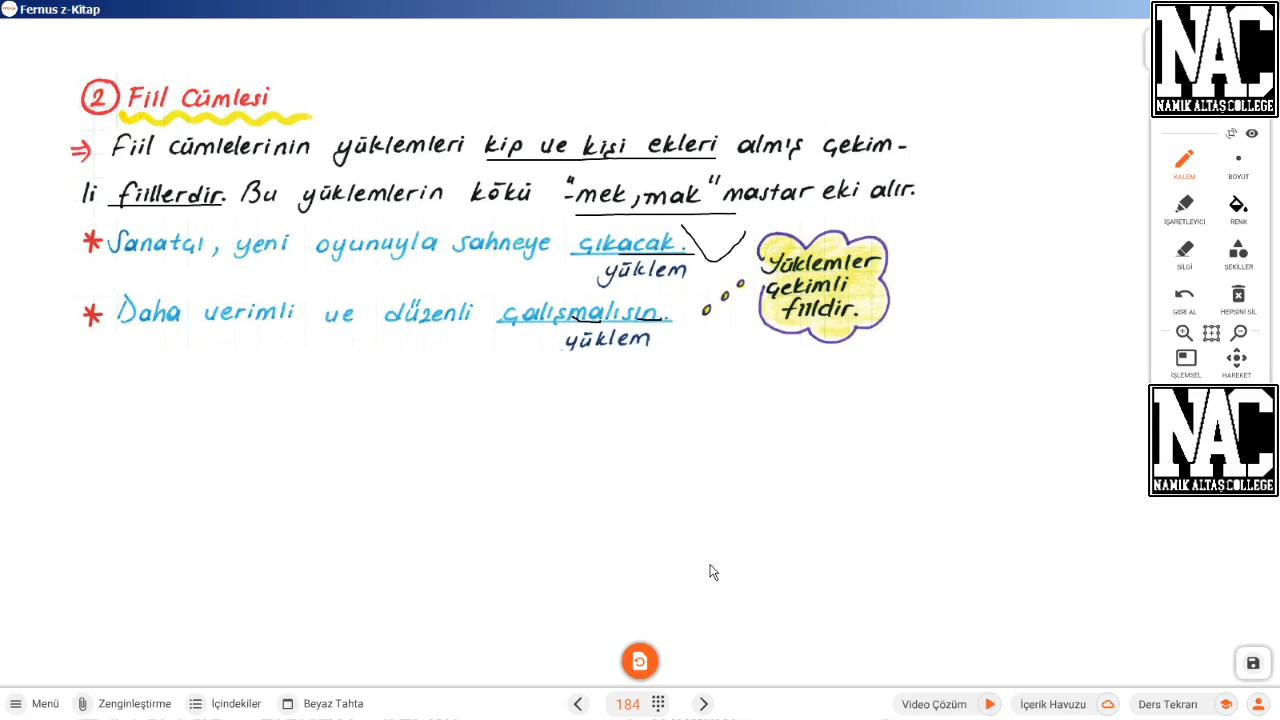 Fernus z-Kitap
NAC
NAMIK ALTAŞ COLLEGE
2 Fiil Cümlesi
⇒ Fiil cümlelerinin yüklemleri kip ve kişi ekleri almış çekim-
li fiillerdir. Bu yüklemlerin kökü "-mek, mak" mastar eki alır.
* Sanatçı, yeni oyunuyla sahneye çıkacak.
yüklem
* Daha verimli ve düzenli çalışmalısın.
yüklem
Yüklemler
çekimli
fiildir.
KALEM
BOYUT
İŞARETLEYİCİ
RENK
SİLGİ
ŞEKİLLER
GERİ AL
HEPSİNİ SİL
İŞLEMSEL
HAREKET
NAC
NAMIK ALTAŞ COLLEGE
Menü
Zenginleştirme
İçindekiler
Beyaz Tahta
184
Video Çözüm
İçerik Havuzu
Ders Tekrarı